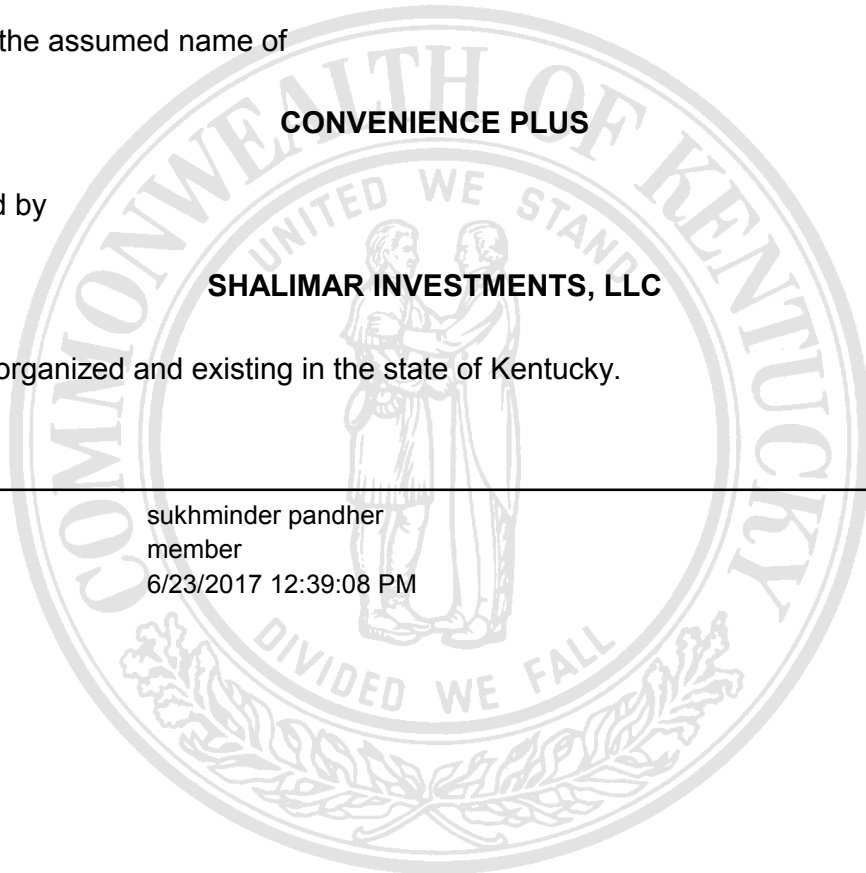 the assumed name of
CONVENIENCE PLUS
d by
SHALIMAR INVESTMENTS, LLC
organized and existing in the state of Kentucky.
sukhminder pandher
member
6/23/2017 12:39:08 PM
COMMONWEALTH OF KENTUCKY
UNITED WE STAND
DIVIDED WE FALL